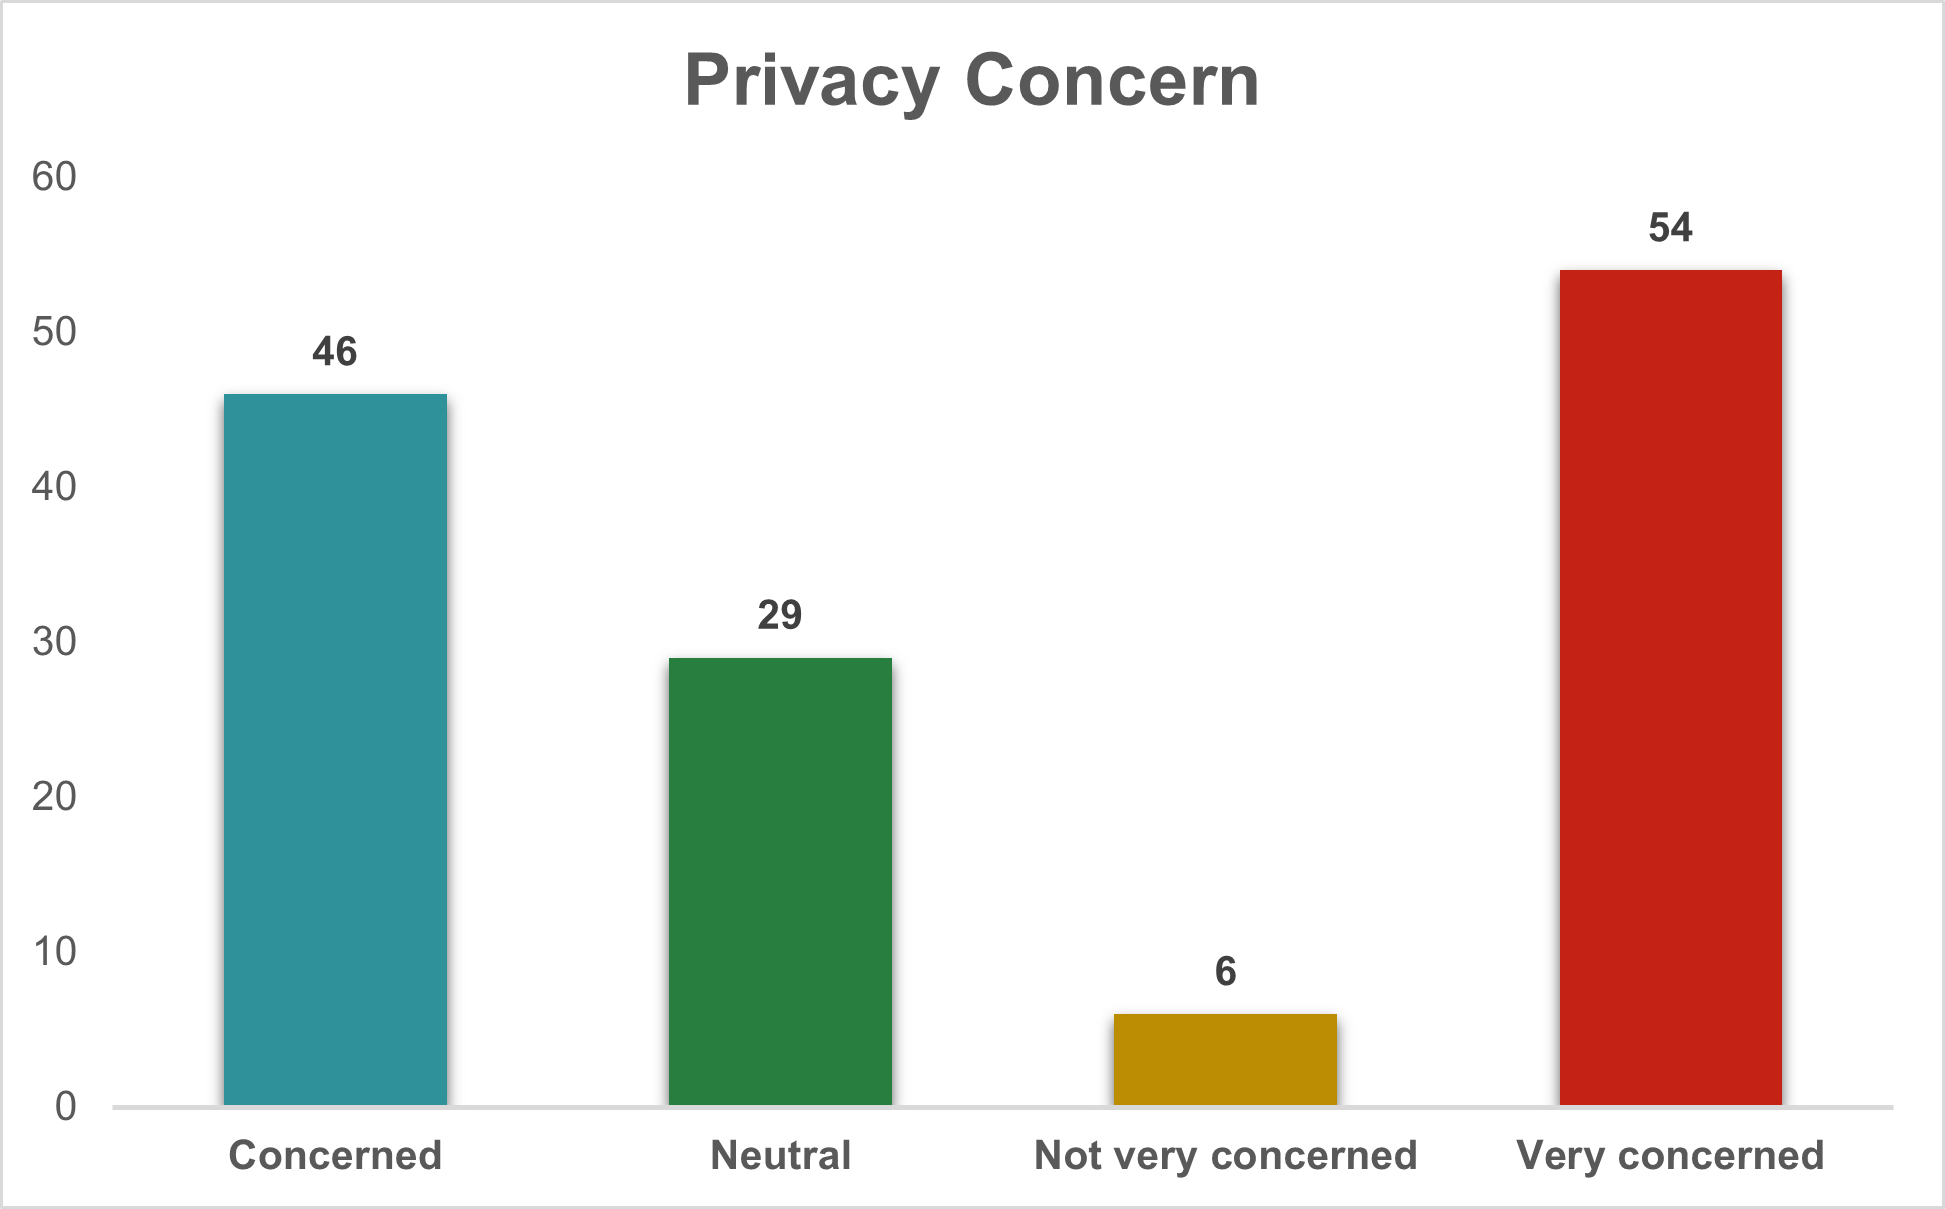 Privacy Concern
60
50
40
30
20
10
0
46
29
6
54
Concerned
Neutral
Not very concerned
Very concerned